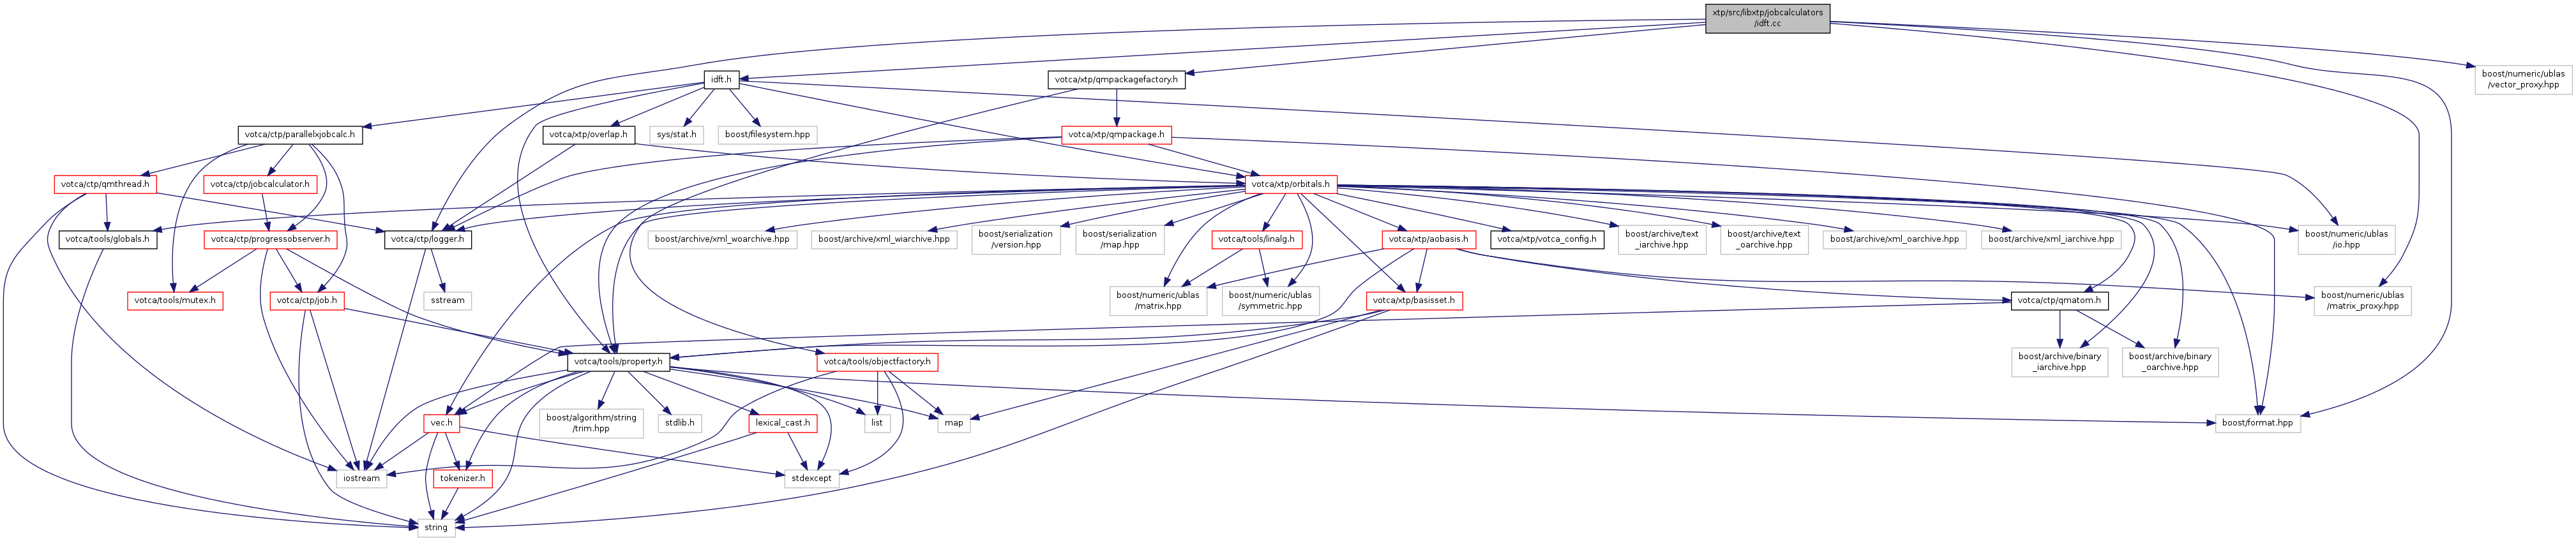 xtp/src/libxtp/jobcalculators
/idft.cc
idft.h
votca/xtp/qmpackagefactory.h
boost/numeric/ublas
/vector_proxy.hpp
votca/ctp/parallelxjobcalc.h
votca/xtp/overlap.h
sys/stat.h
boost/filesystem.hpp
votca/xtp/qmpackage.h
votca/ctp/qmthread.h
votca/ctp/jobcalculator.h
votca/xtp/orbitals.h
votca/tools/globals.h
votca/ctp/progressobserver.h
votca/ctp/logger.h
boost/archive/xml_woarchive.hpp
boost/archive/xml_wiarchive.hpp
boost/serialization
/version.hpp
boost/serialization
/map.hpp
votca/tools/linalg.h
votca/xtp/aobasis.h
votca/xtp/votca_config.h
boost/archive/text
_iarchive.hpp
boost/archive/text
_oarchive.hpp
boost/archive/xml_oarchive.hpp
boost/archive/xml_iarchive.hpp
boost/numeric/ublas
/io.hpp
votca/tools/mutex.h
votca/ctp/job.h
sstream
boost/numeric/ublas
/matrix.hpp
boost/numeric/ublas
/symmetric.hpp
votca/xtp/basisset.h
votca/ctp/qmatom.h
boost/numeric/ublas
/matrix_proxy.hpp
votca/tools/property.h
votca/tools/objectfactory.h
boost/archive/binary
_iarchive.hpp
boost/archive/binary
_oarchive.hpp
vec.h
boost/algorithm/string
/trim.hpp
stdlib.h
lexical_cast.h
list
map
boost/format.hpp
iostream
tokenizer.h
stdexcept
string